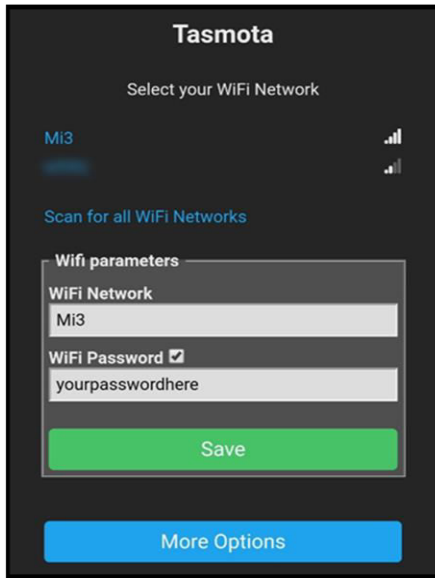 Tasmota
Select your WiFi Network
Mi3
Scan for all WiFi Networks
Wifi parameters
WiFi Network
Mi3
WiFi Password
yourpasswordhere
Save
More Options